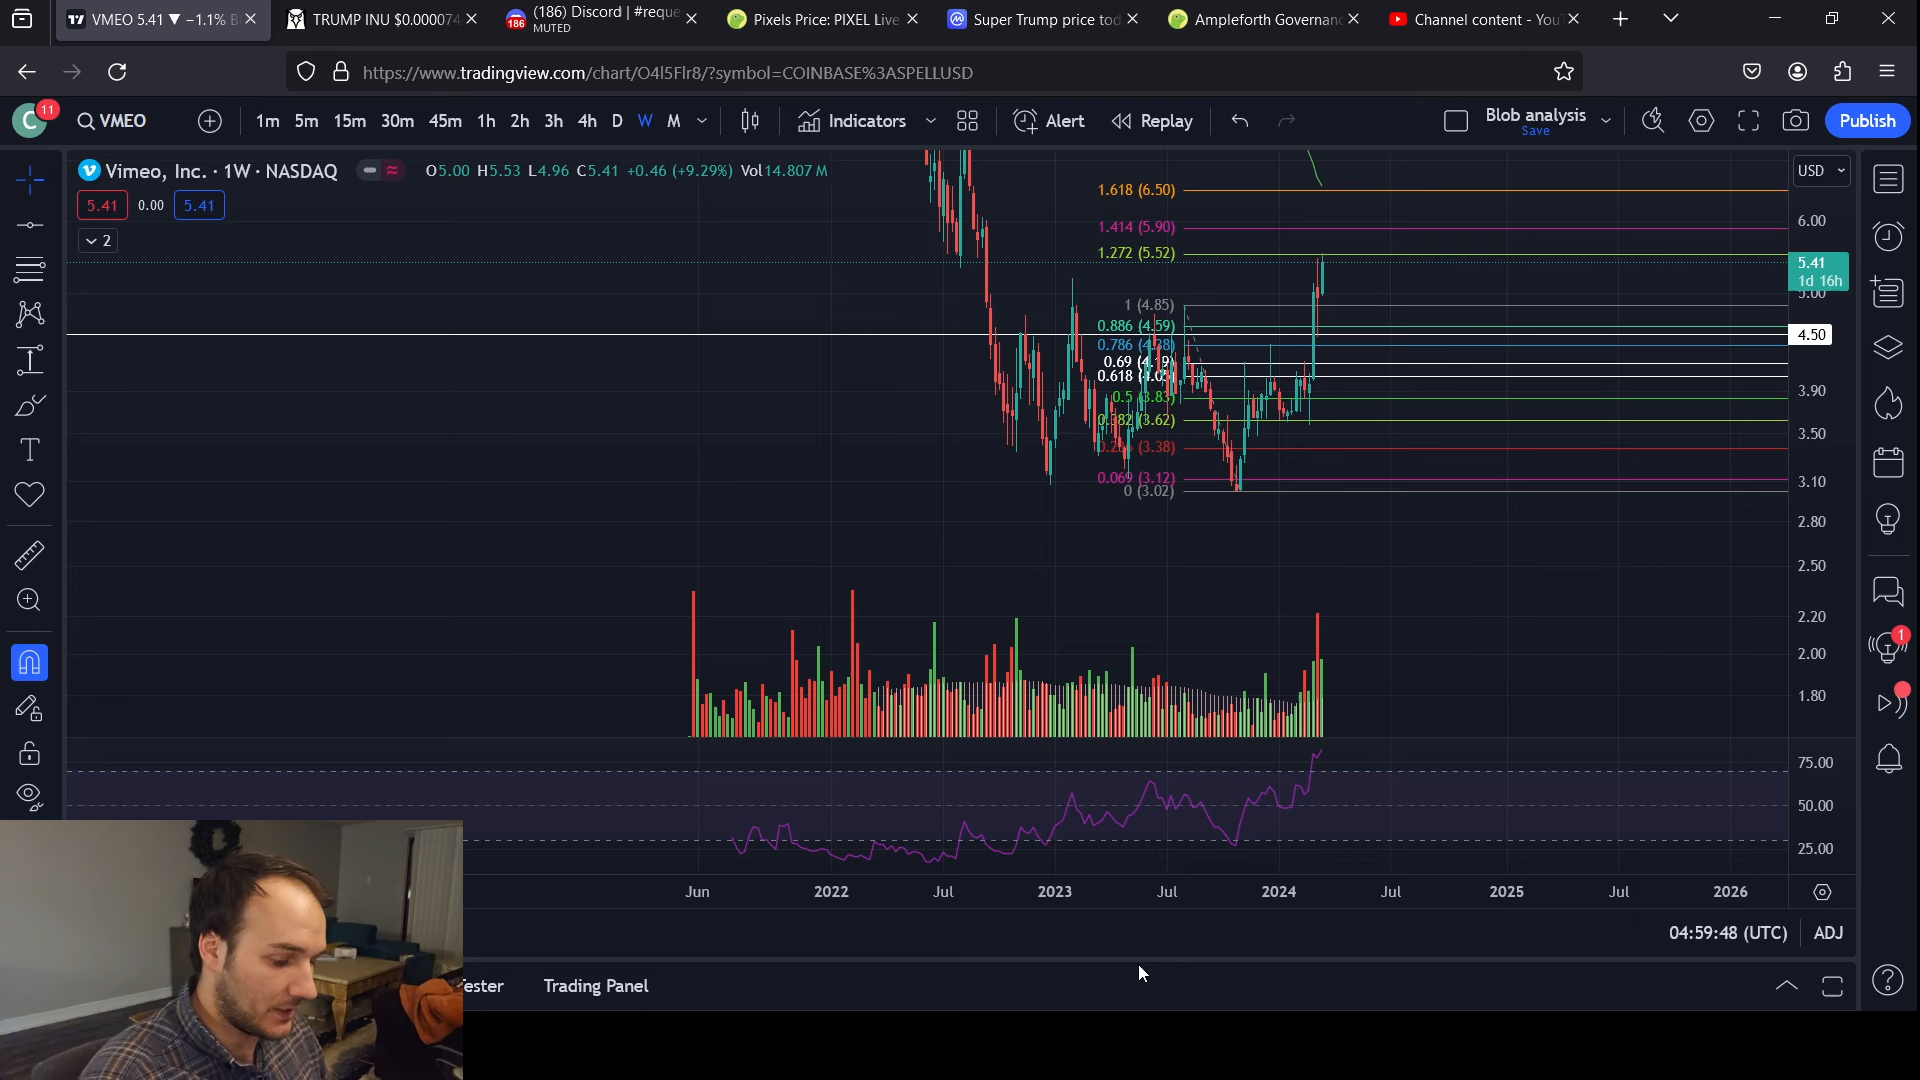 VMEO 5.41 ▼ −1.1% B
TRUMP INU $0.000074
(186) Discord | #reque
MUTED
186
Pixels Price: PIXEL Live
Super Trump price tod
Ampleforth Governanc
Channel content - YouT
https://www.tradingview.com/chart/O4l5Flr8/?symbol=COINBASE%3ASPELLUSD
C
11
VMEO
1m
5m
15m
30m
45m
1h
2h
3h
4h
D
W
M
Indicators
Alert
Replay
Blob analysis
Save
Publish
Vimeo, Inc. · 1W · NASDAQ
O5.00 H5.53 L4.96 C5.41 +0.46 (+9.29%) Vol14.807 M
5.41
0.00
5.41
2
USD
1.618 (6.50)
1.414 (5.90)
1.272 (5.52)
1 (4.85)
0.886 (4.59)
0.786 (4.38)
0.69 (4.19)
0.618
0.5 (3.83)
0.382 (3.62)
(3.38)
0.069 (3.12)
0 (3.02)
6.00
5.41
1d 16h
5.00
4.50
3.90
3.50
3.10
2.80
2.50
2.20
2.00
1.80
75.00
50.00
25.00
1
Jun
2022
Jul
2023
Jul
2024
Jul
2025
Jul
2026
04:59:48 (UTC)
ADJ
ester
Trading Panel